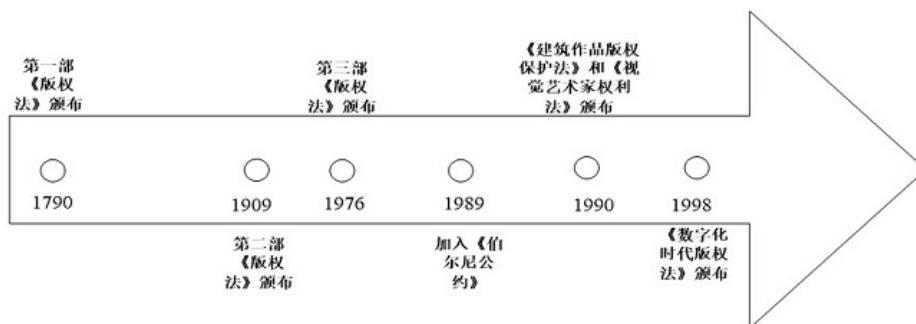 第一部
《版权
法》颁布
第三部
《版权
法》颁布
《建筑作品版权
保护法》和《视
觉艺术家权利
法》颁布
1790
1909
1976
1989
1990
1998
第二部
《版权
法》颁布
加入《伯
尔尼公
约》
《数字化
时代版权
法》颁布